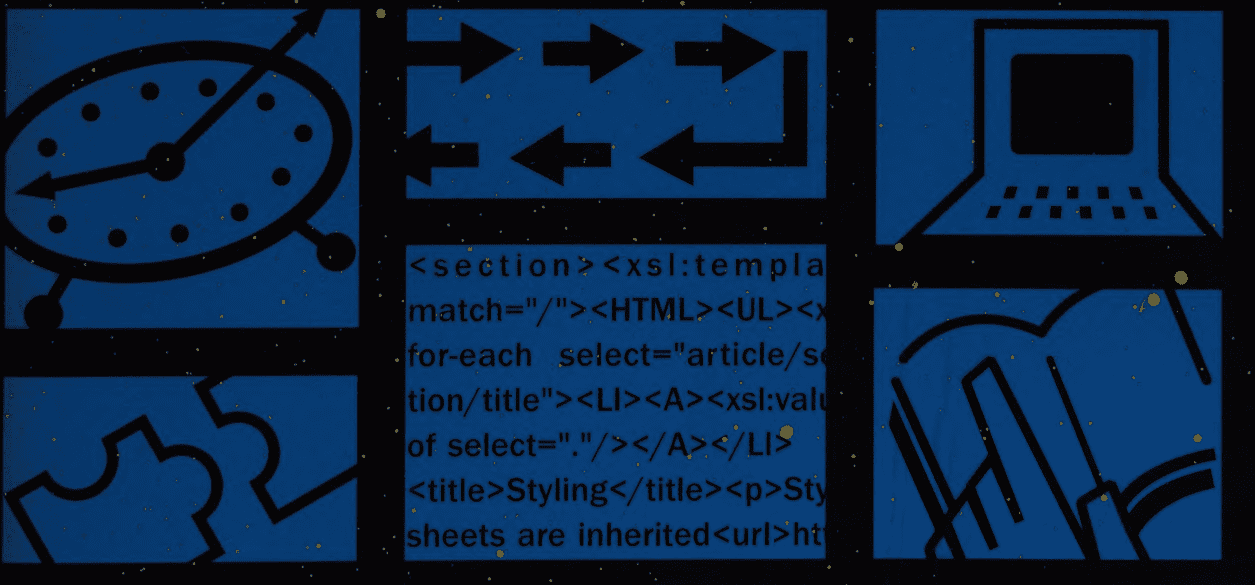 <section><xsl:templa
match="/"><HTML><UL><x
for-each select="article/se
tion/title"><LI><A><xsl:valu
of select="."/></A></LI>
<title>Styling</title><p>Sty
sheets are inherited<url>htt